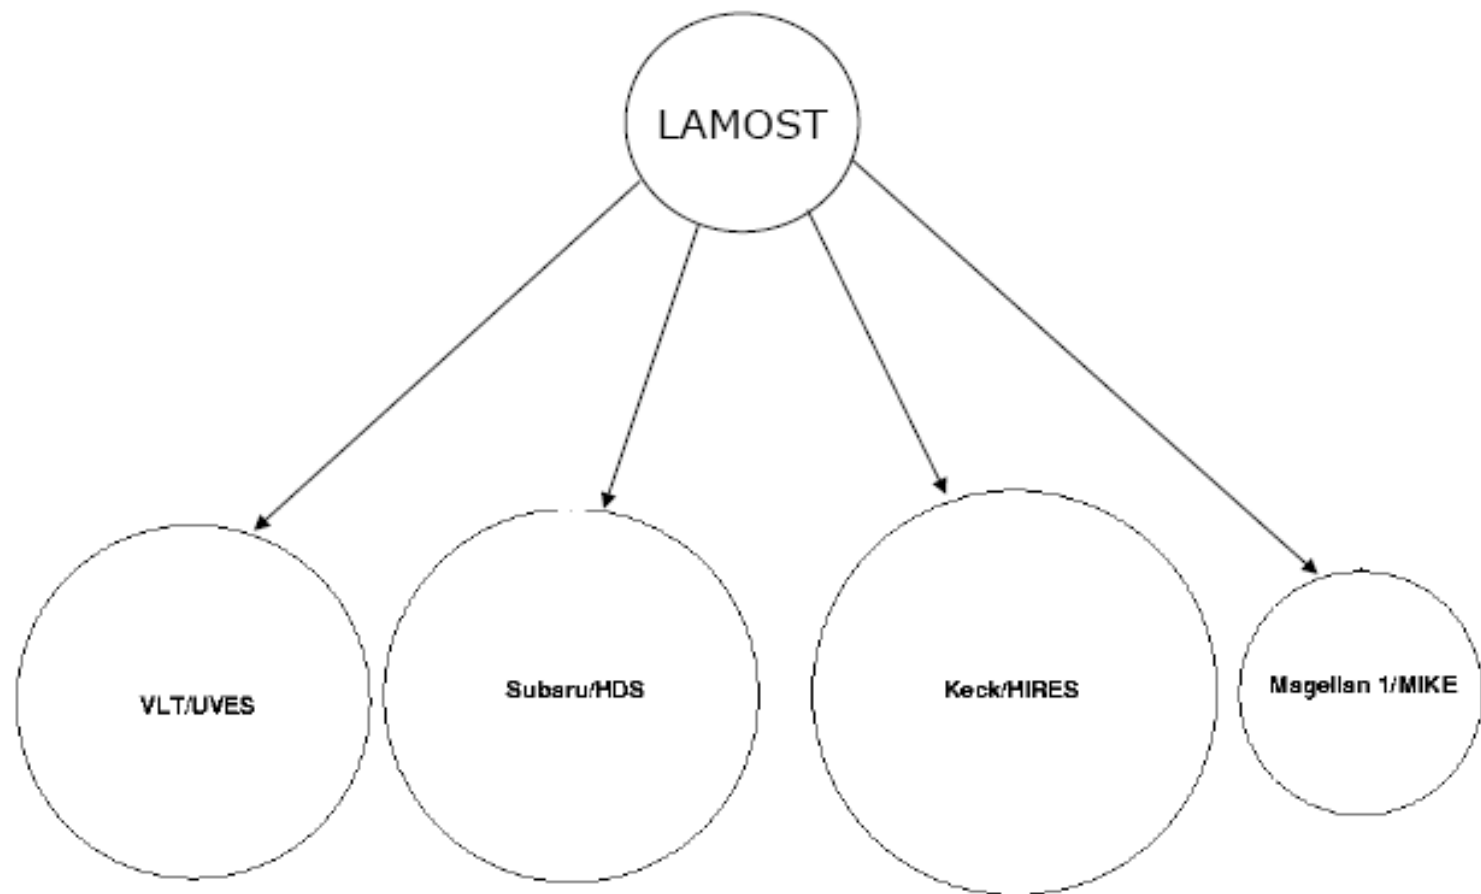 LAMOST
VLT/UVES
Subaru/HDS
Keck/HIRES
Magellan 1/MIKE